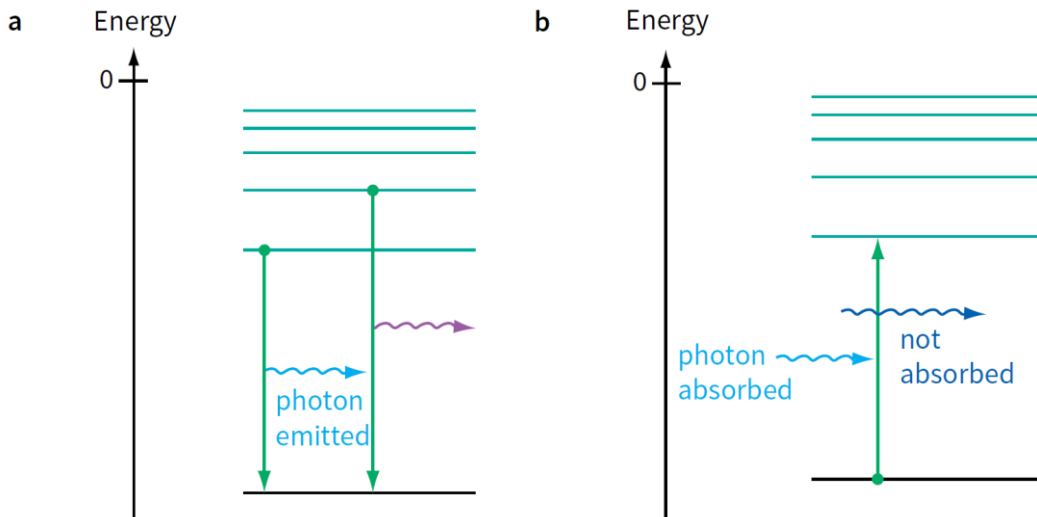 a
Energy
0
photon
emitted
b
Energy
0
photon
absorbed
not
absorbed